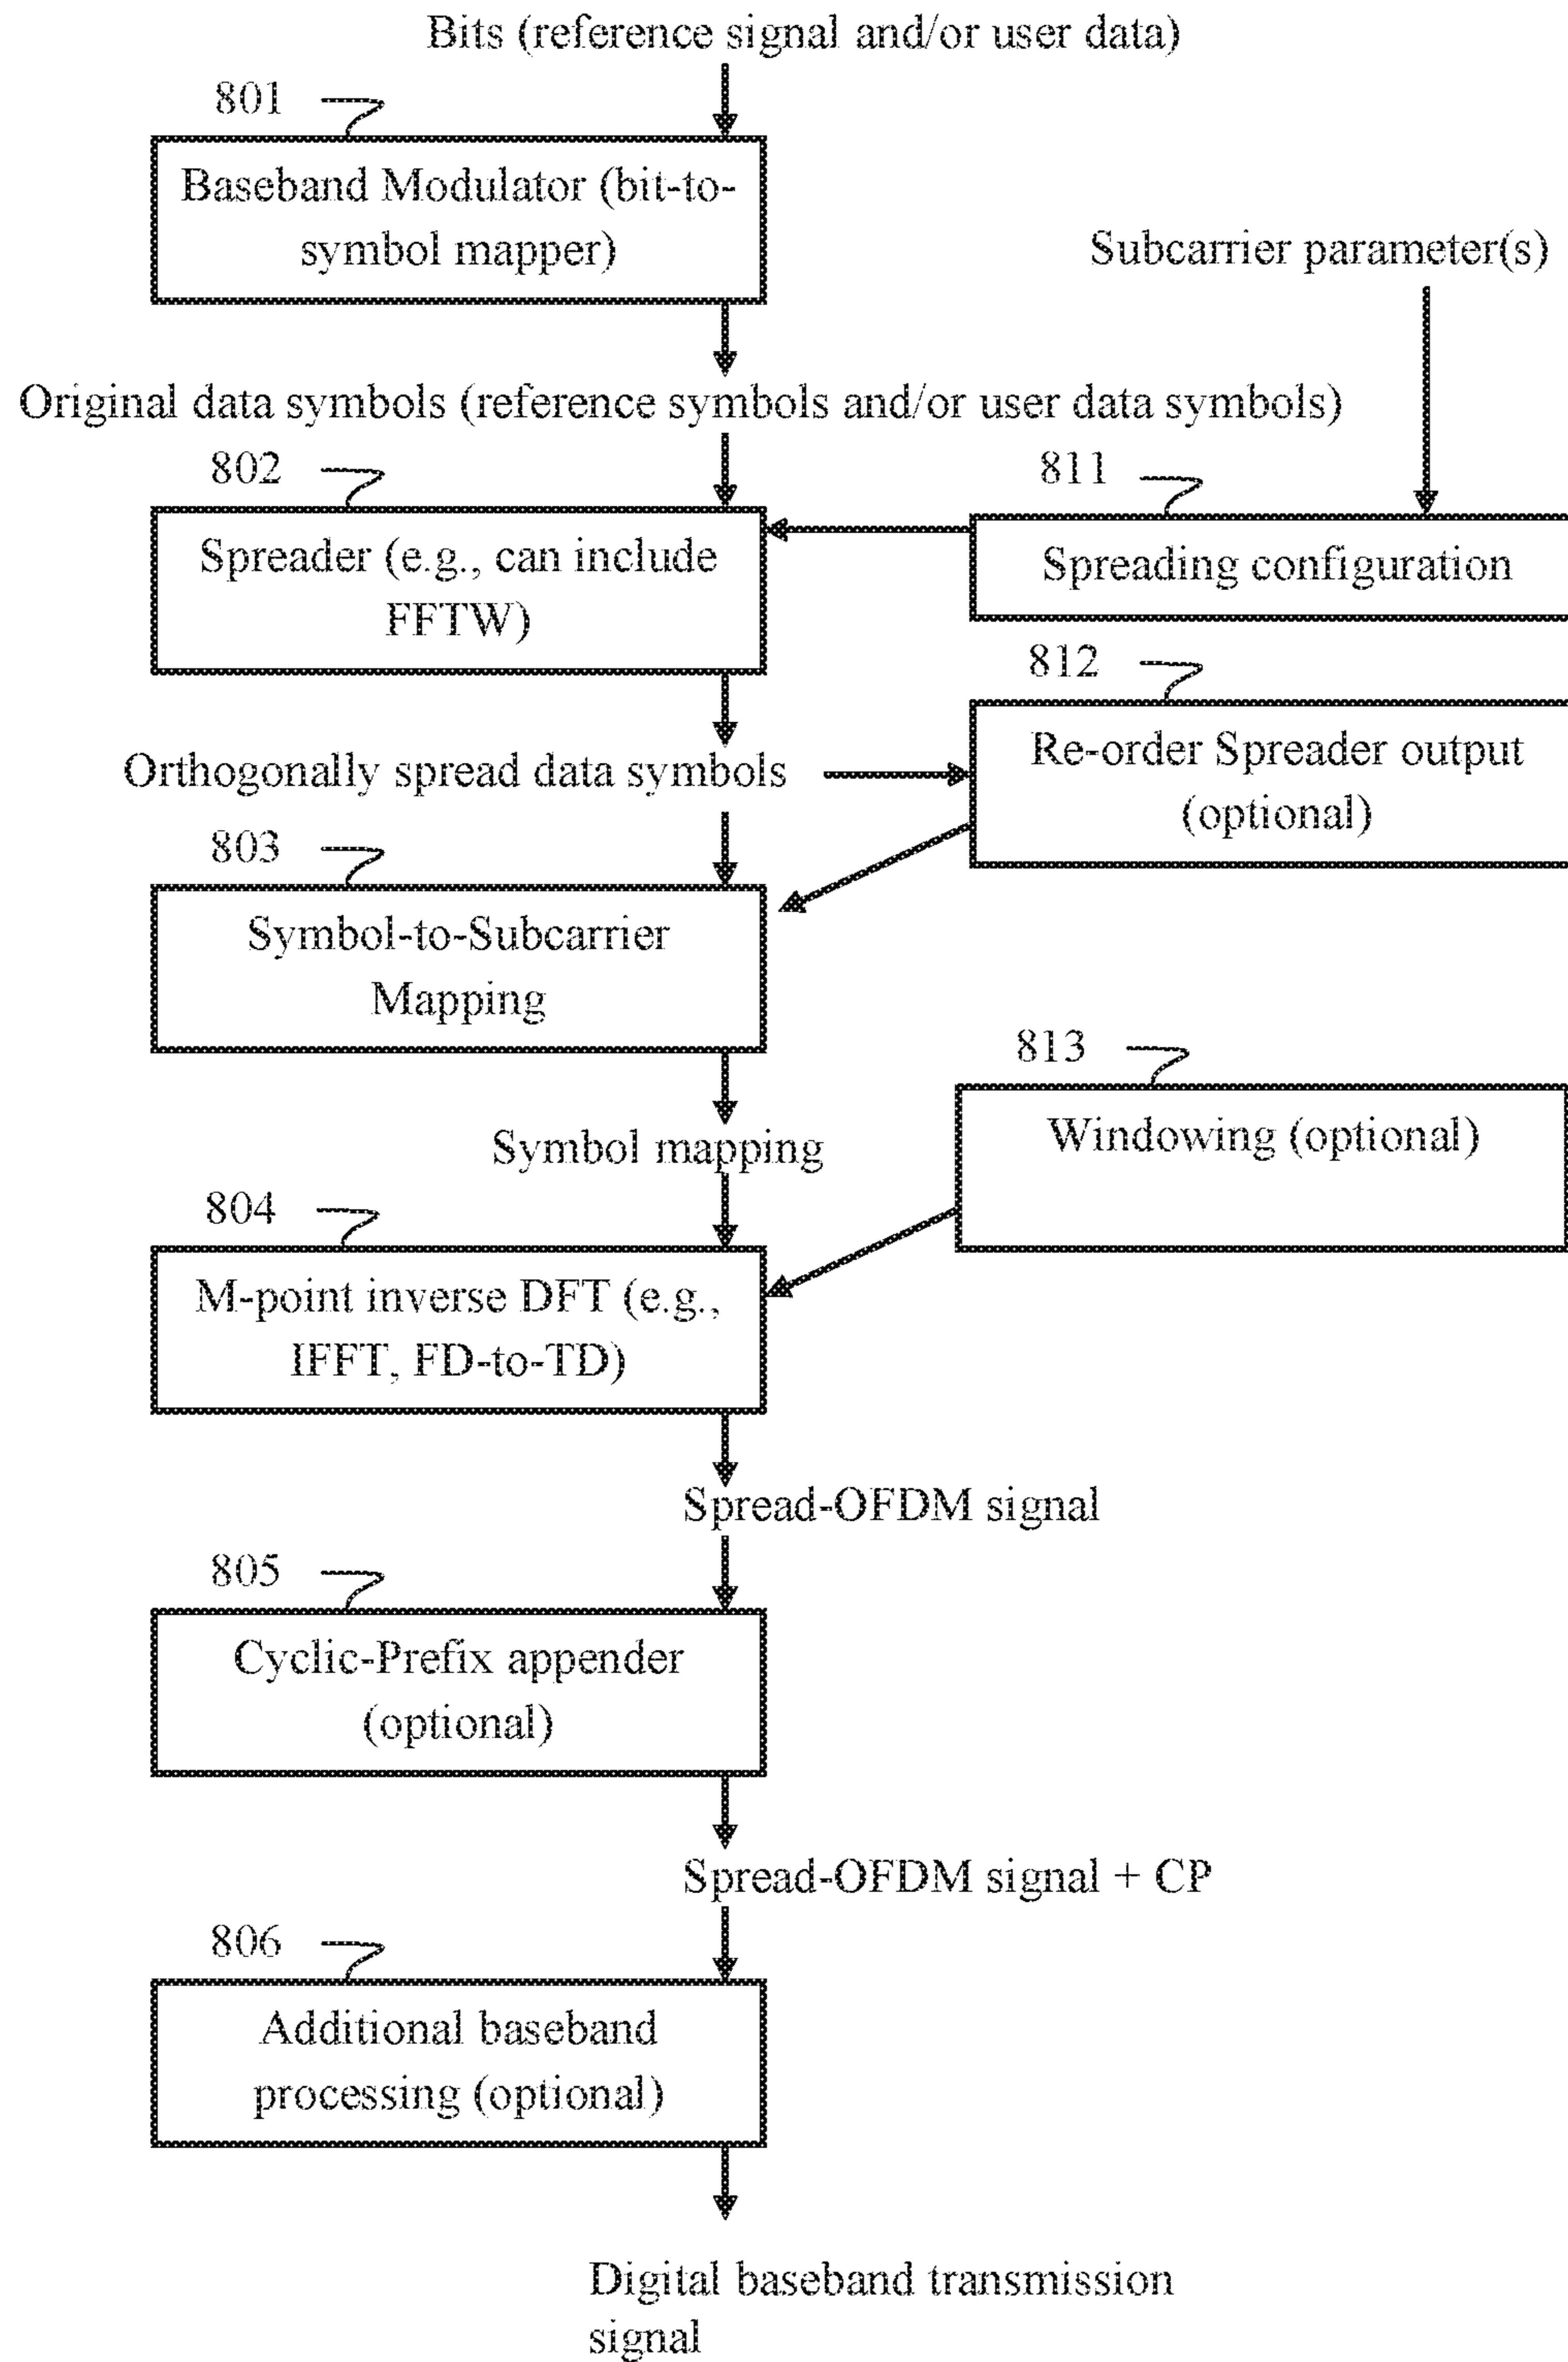 Bits (reference signal and/or user data)
801
Baseband Modulator (bit-to-
symbol mapper)
Subcarrier parameter(s)
Original data symbols (reference symbols and/or user data symbols)
802
811
Spreader (e.g., can include
FFTW)
Spreading configuration
812
Re-order Spreader output
(optional)
Orthogonally spread data symbols
803
Symbol-to-Subcarrier
Mapping
813
Windowing (optional)
Symbol mapping
804
M-point inverse DFT (e.g.,
IFFT, FD-to-TD)
Spread-OFDM signal
805
Cyclic-Prefix appender
(optional)
Spread-OFDM signal + CP
806
Additional baseband
processing (optional)
Digital baseband transmission
signal